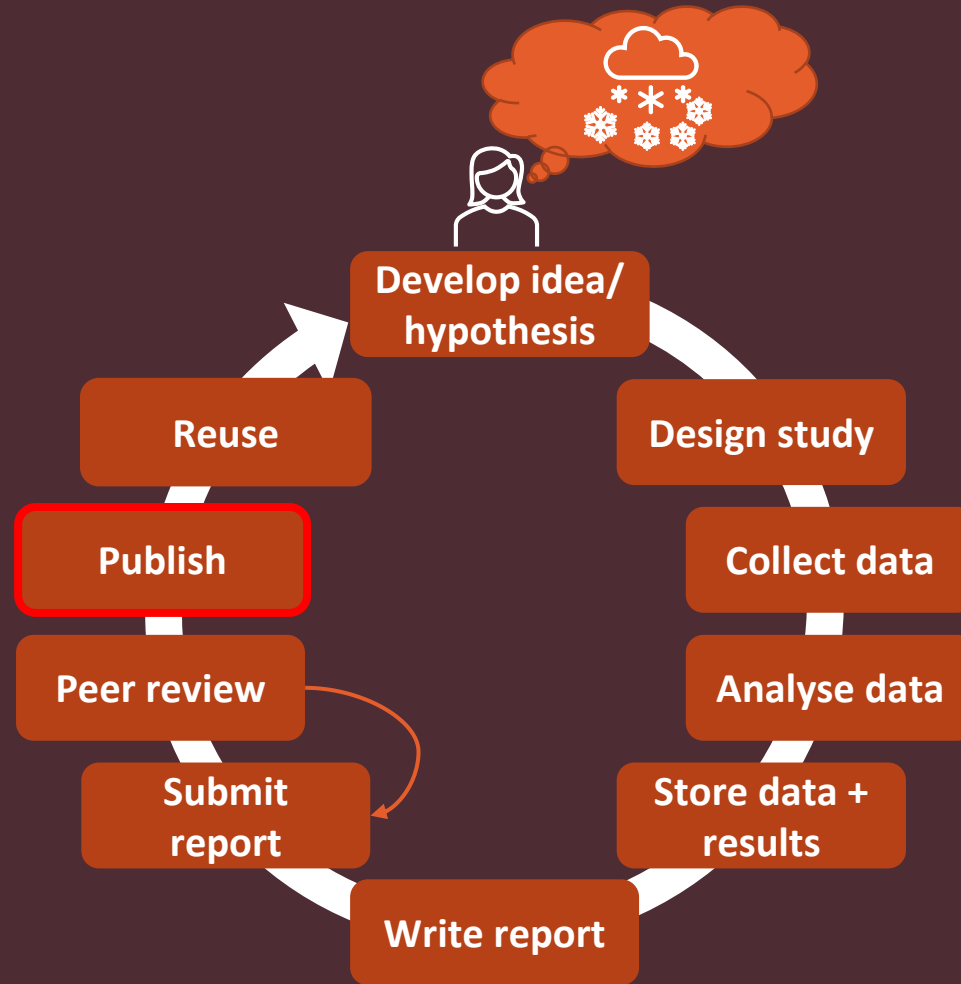 Develop idea/
hypothesis
Design study
Collect data
Analyse data
Store data +
results
Write report
Submit
report
Peer review
Publish
Reuse